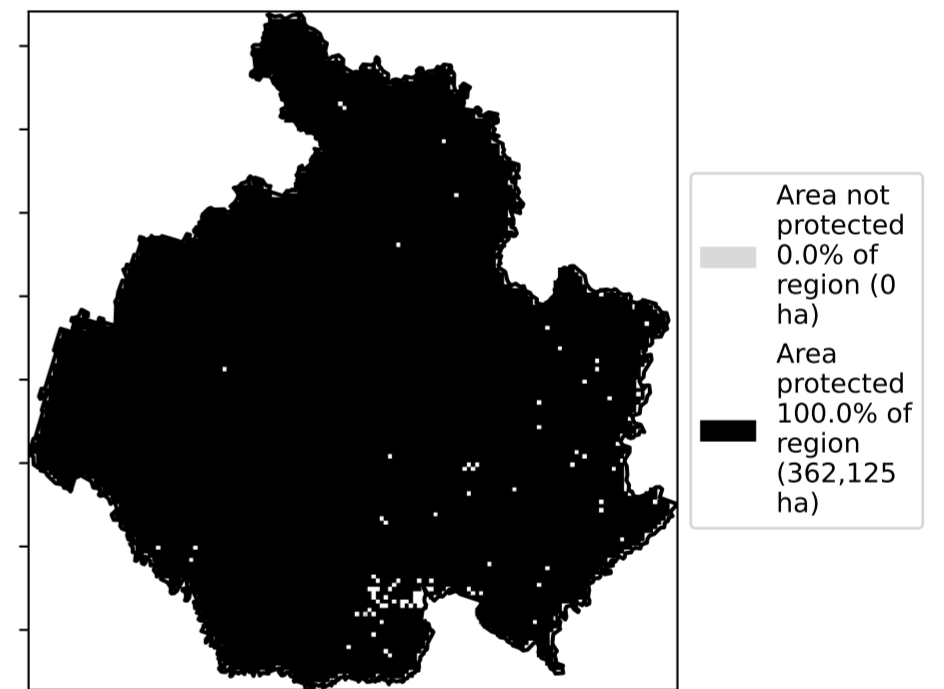 Area not
protected
0.0% of
region (0
ha)
Area
protected
100.0% of
region
(362,125
ha)